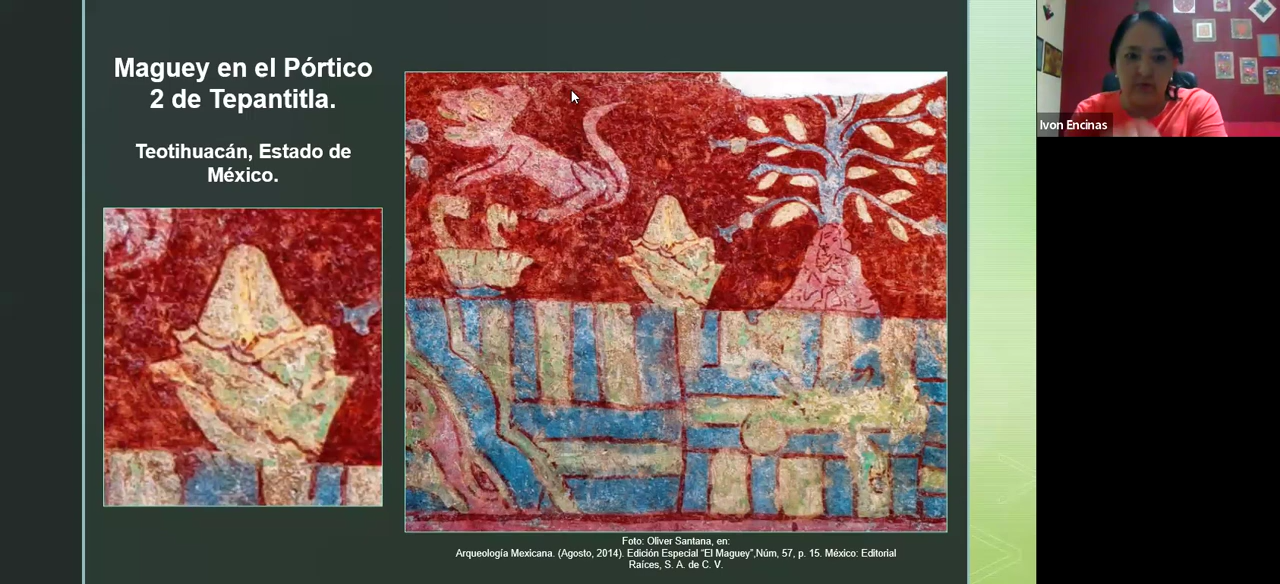 Maguey en el Pórtico
2 de Tepantitla.
Teotihuacán, Estado de
México.
Foto: Oliver Santana, en:
Arqueología Mexicana. (Agosto, 2014). Edición Especial “El Maguey”,Núm, 57, p. 15. México: Editorial
Raíces, S. A. de C. V.
Ivon Encinas